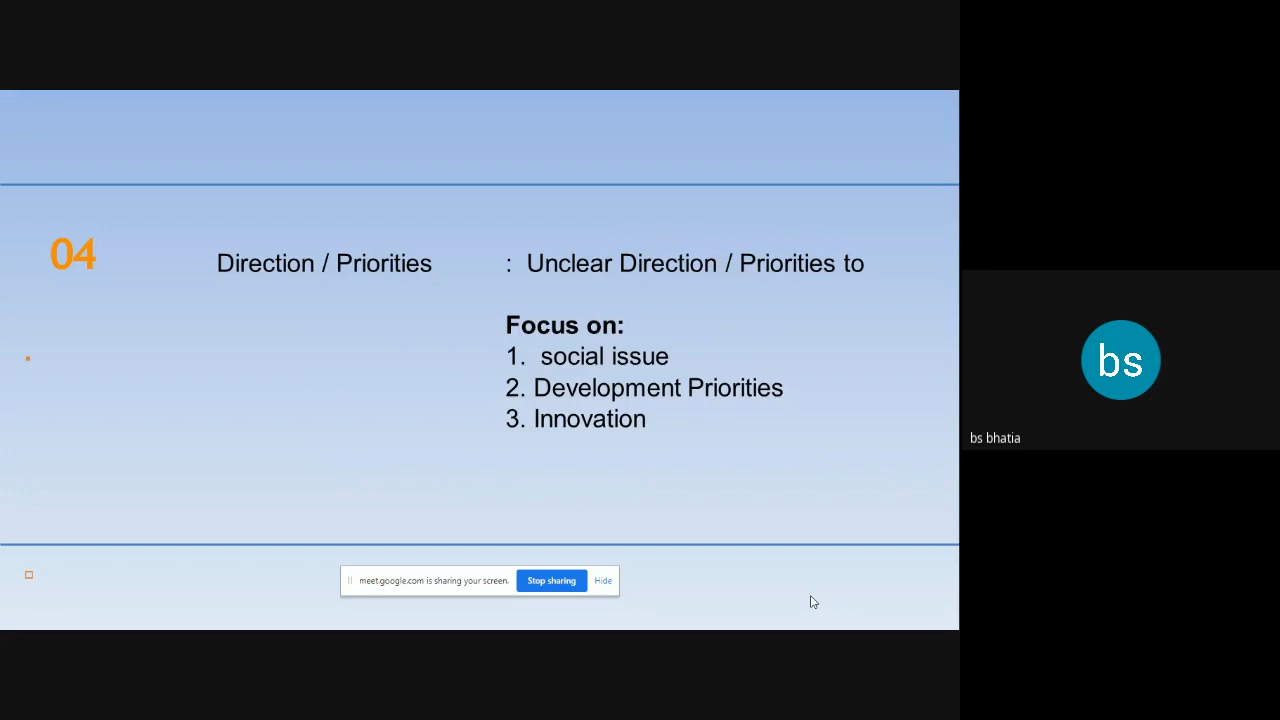 04
Direction / Priorities : Unclear Direction / Priorities to
Focus on:
1. social issue
2. Development Priorities
3. Innovation
meet.google.com is sharing your screen. Stop sharing Hide
bs
bs bhatia